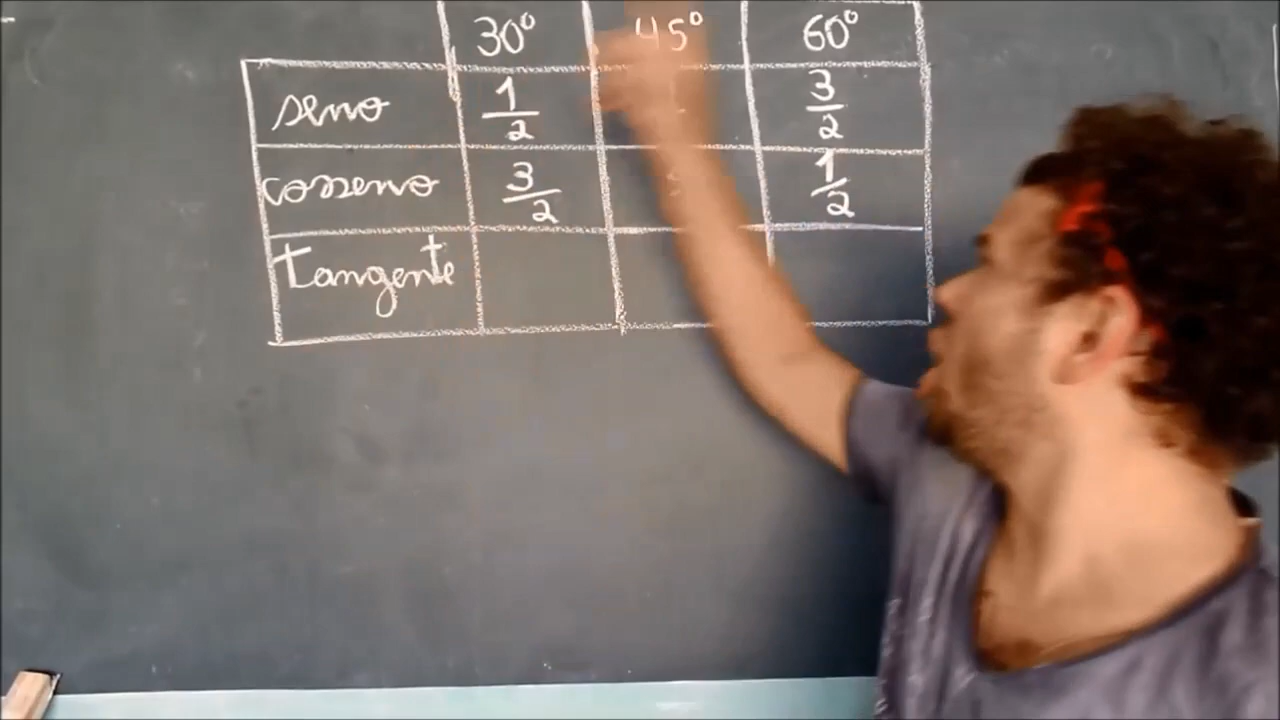 30° 45° 60°
seno 1/2 3/2
cosseno 3/2 1/2
tangente